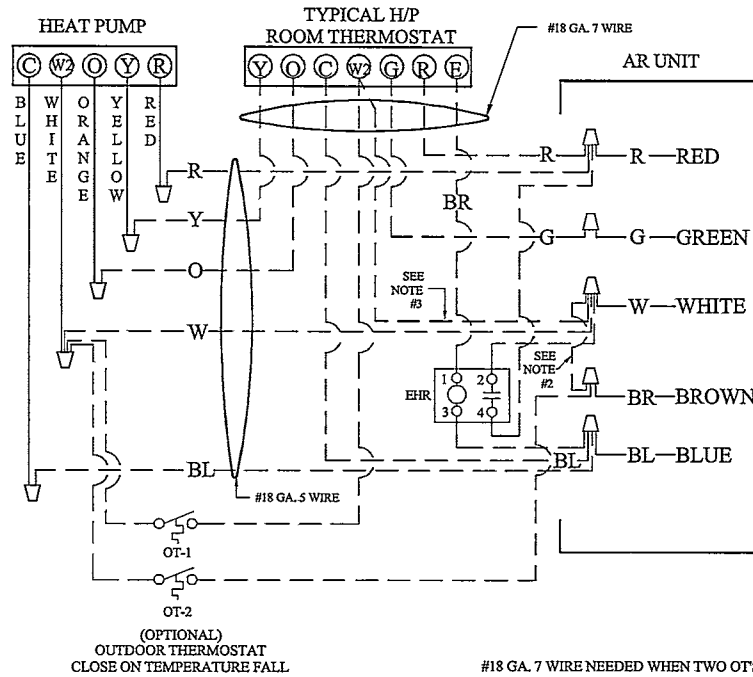 HEAT PUMP
TYPICAL H/P
ROOM THERMOSTAT
#18 GA. 7 WIRE
AR UNIT
C W2 O Y R
Y O C W2 G R E
BLUE
WHITE
ORANGE
YELLOW
RED
R
R
R RED
BR
Y
G
G GREEN
O
SEE
NOTE
#3
W
W WHITE
SEE
NOTE
#2
EHR
1 2
3 4
BR BROWN
BL
BL
BL BLUE
#18 GA. 5 WIRE
OT-1
OT-2
(OPTIONAL)
OUTDOOR THERMOSTAT
CLOSE ON TEMPERATURE FALL
#18 GA. 7 WIRE NEEDED WHEN TWO OT'S